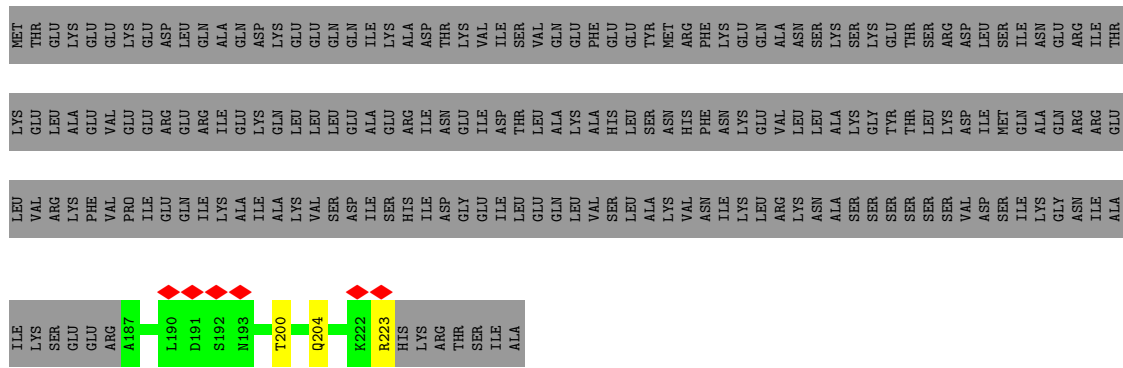 MET THR GLU LYS GLU GLU LYS GLU ASP LEU GLN ALA GLN ASP LYS GLU GLU GLN GLN ILE LYS ALA ASP THR LYS VAL ILE SER VAL GLN GLU PHE GLU GLU TYR MET ARG PHE LYS GLU GLN ALA ASN SER LYS SER LYS GLU THR SER ARG ASP LEU SER ILE ASN GLU ARG ILE THR
LYS GLU LEU ALA GLU VAL GLU GLU ARG GLU ARG ILE GLU LYS GLN LEU LEU LEU GLU ALA GLU ARG ILE ASN GLU ILE ASP THR LEU ALA LYS ALA HIS LEU SER ASN HIS PHE ASN LYS GLU VAL LEU LEU ALA LYS GLY TYR THR LEU LYS ASP ILE MET GLN ALA GLN ARG ARG GLU
LEU VAL ARG LYS PHE VAL PRO ILE GLU GLN ILE LYS ALA ILE ALA LYS VAL SER ASP ILE SER HIS ILE ASP GLY GLU ILE LEU GLU GLN LEU VAL SER LEU ALA LYS VAL ASN ILE LYS LEU ARG LYS ASN ALA SER SER SER SER SER SER VAL ASP SER ILE LYS GLY ASN ILE ALA
ILE LYS SER GLU GLU ARG A187 L190 D191 S192 N193 T200 Q204 K222 R223 HIS LYS ARG THR SER ILE ALA